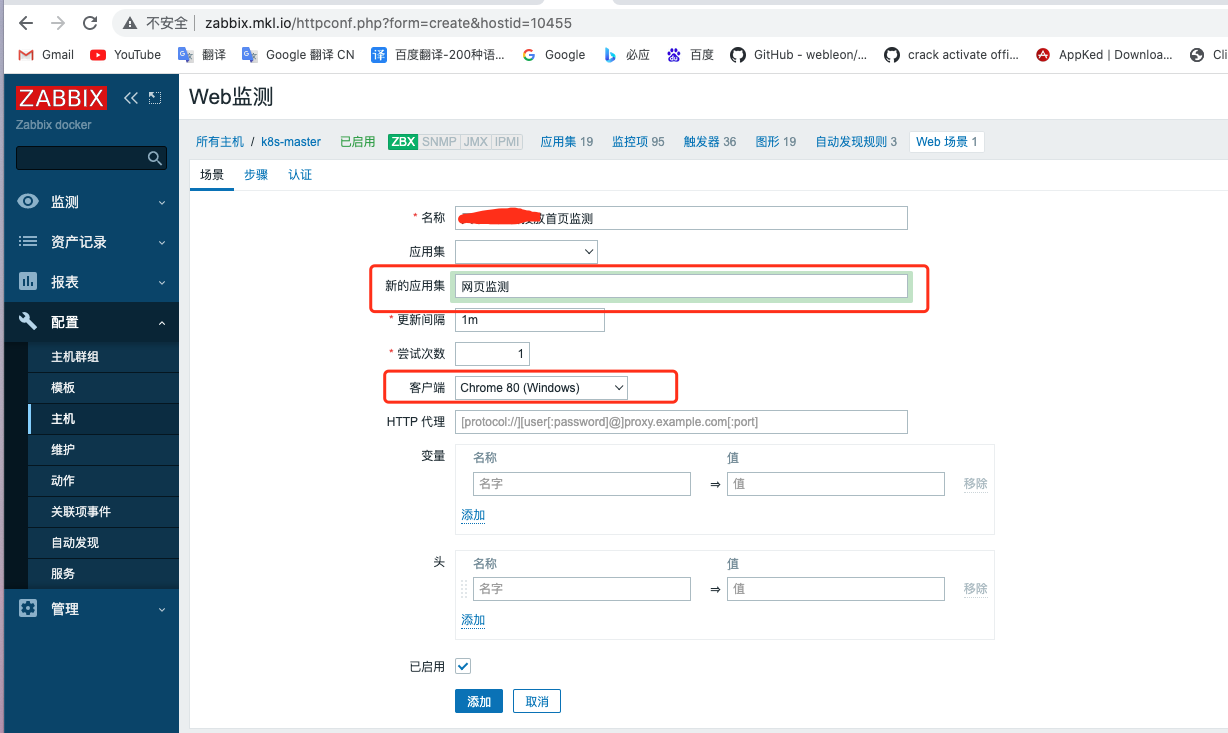 不安全 zabbix.mkl.io/httpconf.php?form=create&hostid=10455
Gmail YouTube 翻译 Google 翻译 CN 译 百度翻译-200种语... Google 必应 百度 GitHub - webleon/... crack activate offi... AppKed | Downloa... Cli
ZABBIX
Zabbix docker
监测
资产记录
报表
配置
主机群组
模板
主机
维护
动作
关联项事件
自动发现
服务
管理
Web监测
所有主机 / k8s-master 已启用 ZBX SNMP JMX IPMI 应用集 19 监控项 95 触发器 36 图形 19 自动发现规则 3 Web 场景 1
场景 步骤 认证
* 名称 首页监测
应用集
新的应用集 网页监测
* 更新间隔 1m
* 尝试次数 1
客户端 Chrome 80 (Windows)
HTTP 代理 [protocol://][user[:password]@]proxy.example.com[:port]
变量 名称 值
名字 ⇒ 值 移除
添加
头 名称 值
名字 ⇒ 值 移除
添加
已启用
添加 取消